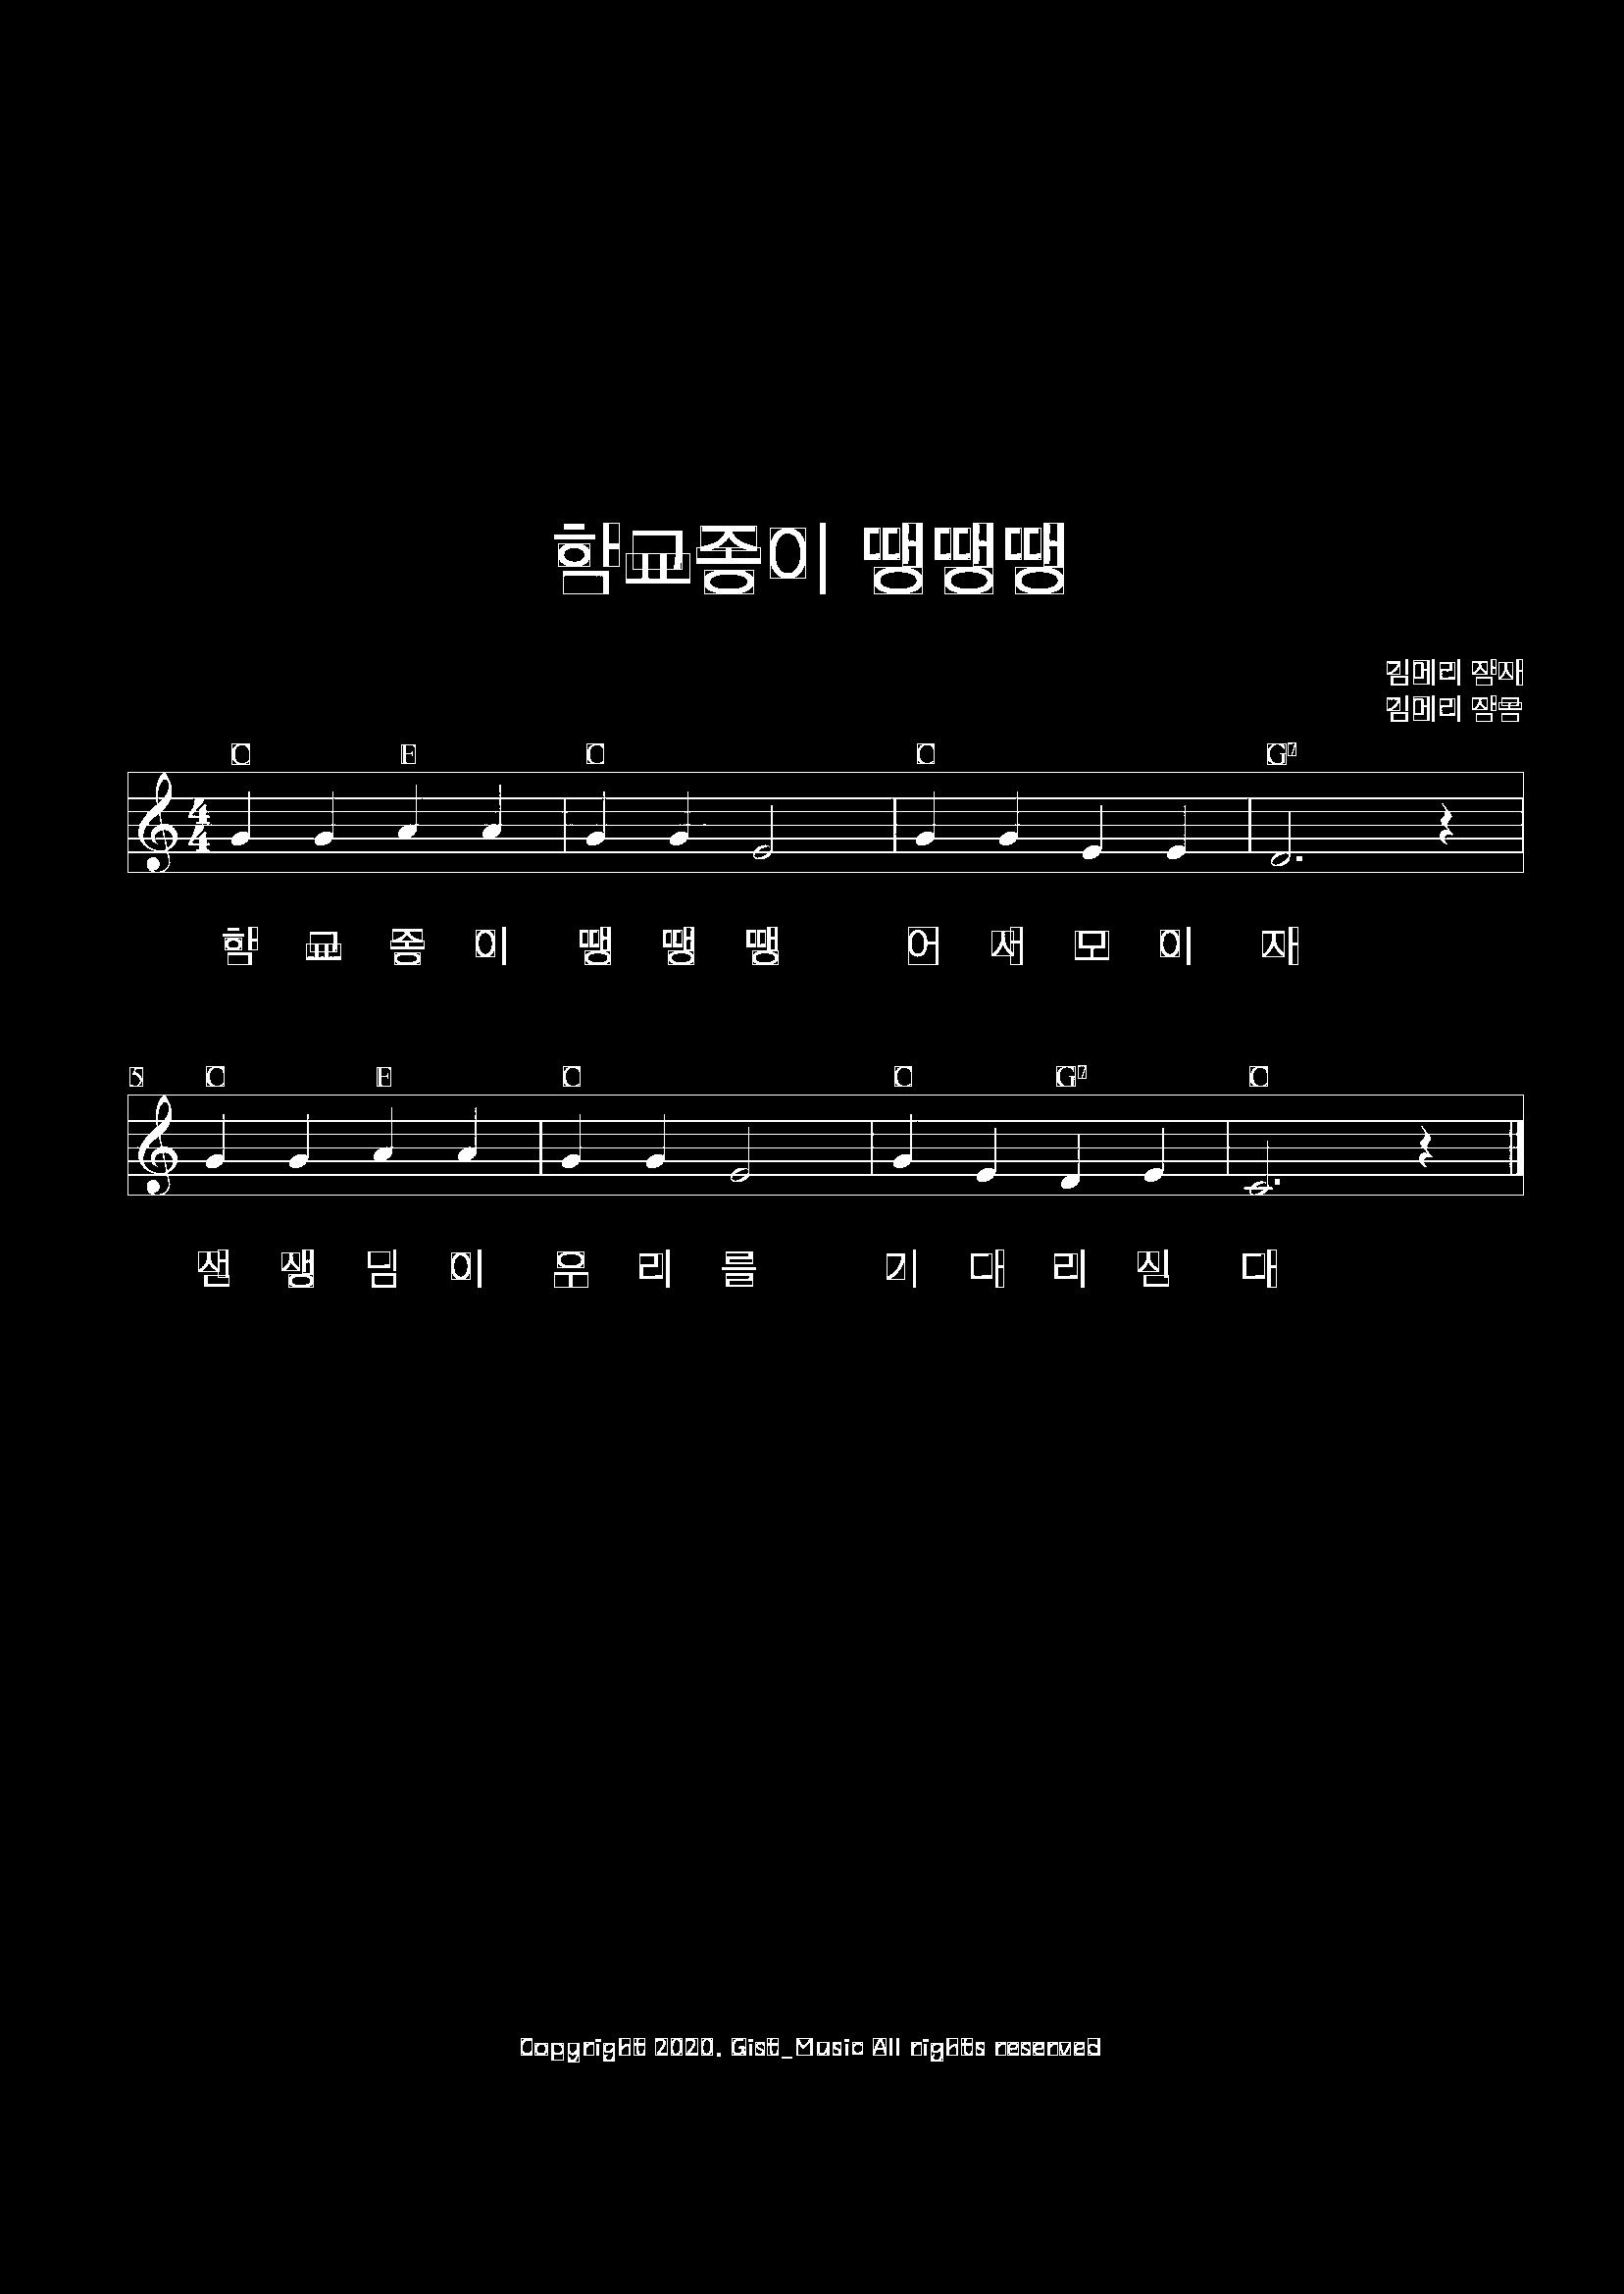 학교종이 땡땡땡
김메리 작사
김메리 작곡
C F C C G7
4
4
학 교 종 이 땡 땡 땡 어 서 모 이 자
5 C F C C G7 C
선 생 님 이 우 리 를 기 다 리 신 다
Copyright 2020. Gist_Music All rights reserved